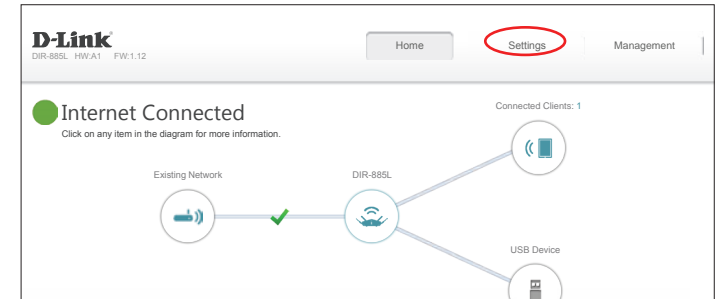 D-Link
DIR-885L HW:A1 FW:1.12
Home
Settings
Management
Internet Connected
Click on any item in the diagram for more information.
Connected Clients: 1
Existing Network
DIR-885L
USB Device